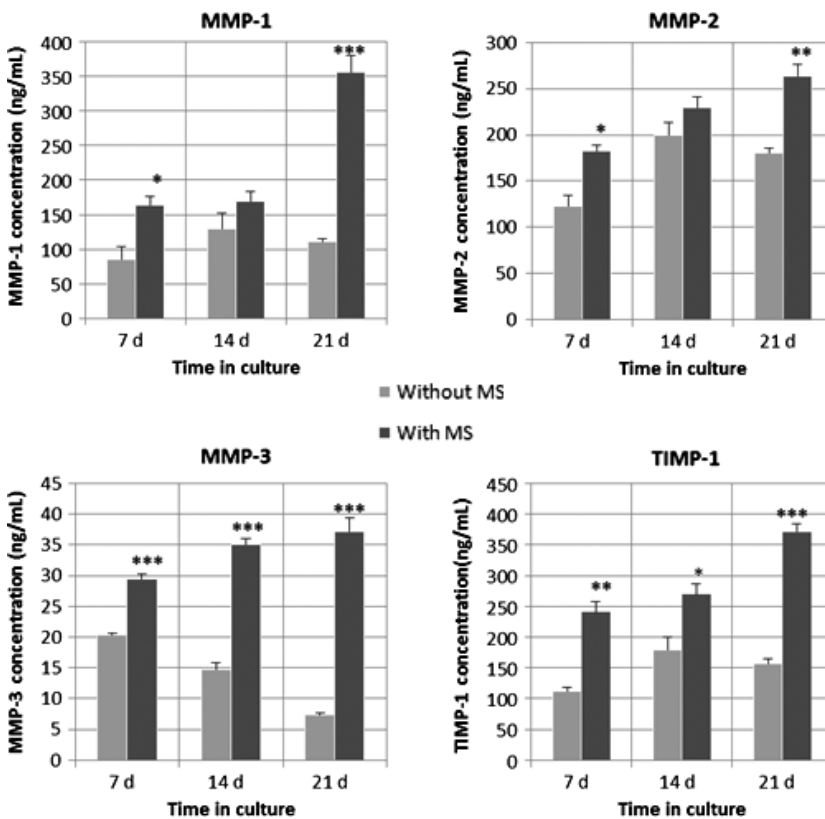 MMP-1
MMP-1 concentration (ng/mL)
400
350
300
250
200
150
100
50
0
*
***
7 d 14 d 21 d
Time in culture
MMP-2
MMP-2 concentration (ng/mL)
300
250
200
150
100
50
0
*
**
7 d 14 d 21 d
Time in culture
Without MS
With MS
MMP-3
MMP-3 concentration (ng/mL)
45
40
35
30
25
20
15
10
5
0
***
***
***
7 d 14 d 21 d
Time in culture
TIMP-1
TIMP-1 concentration(ng/mL)
450
400
350
300
250
200
150
100
50
0
**
*
***
7 d 14 d 21 d
Time in culture